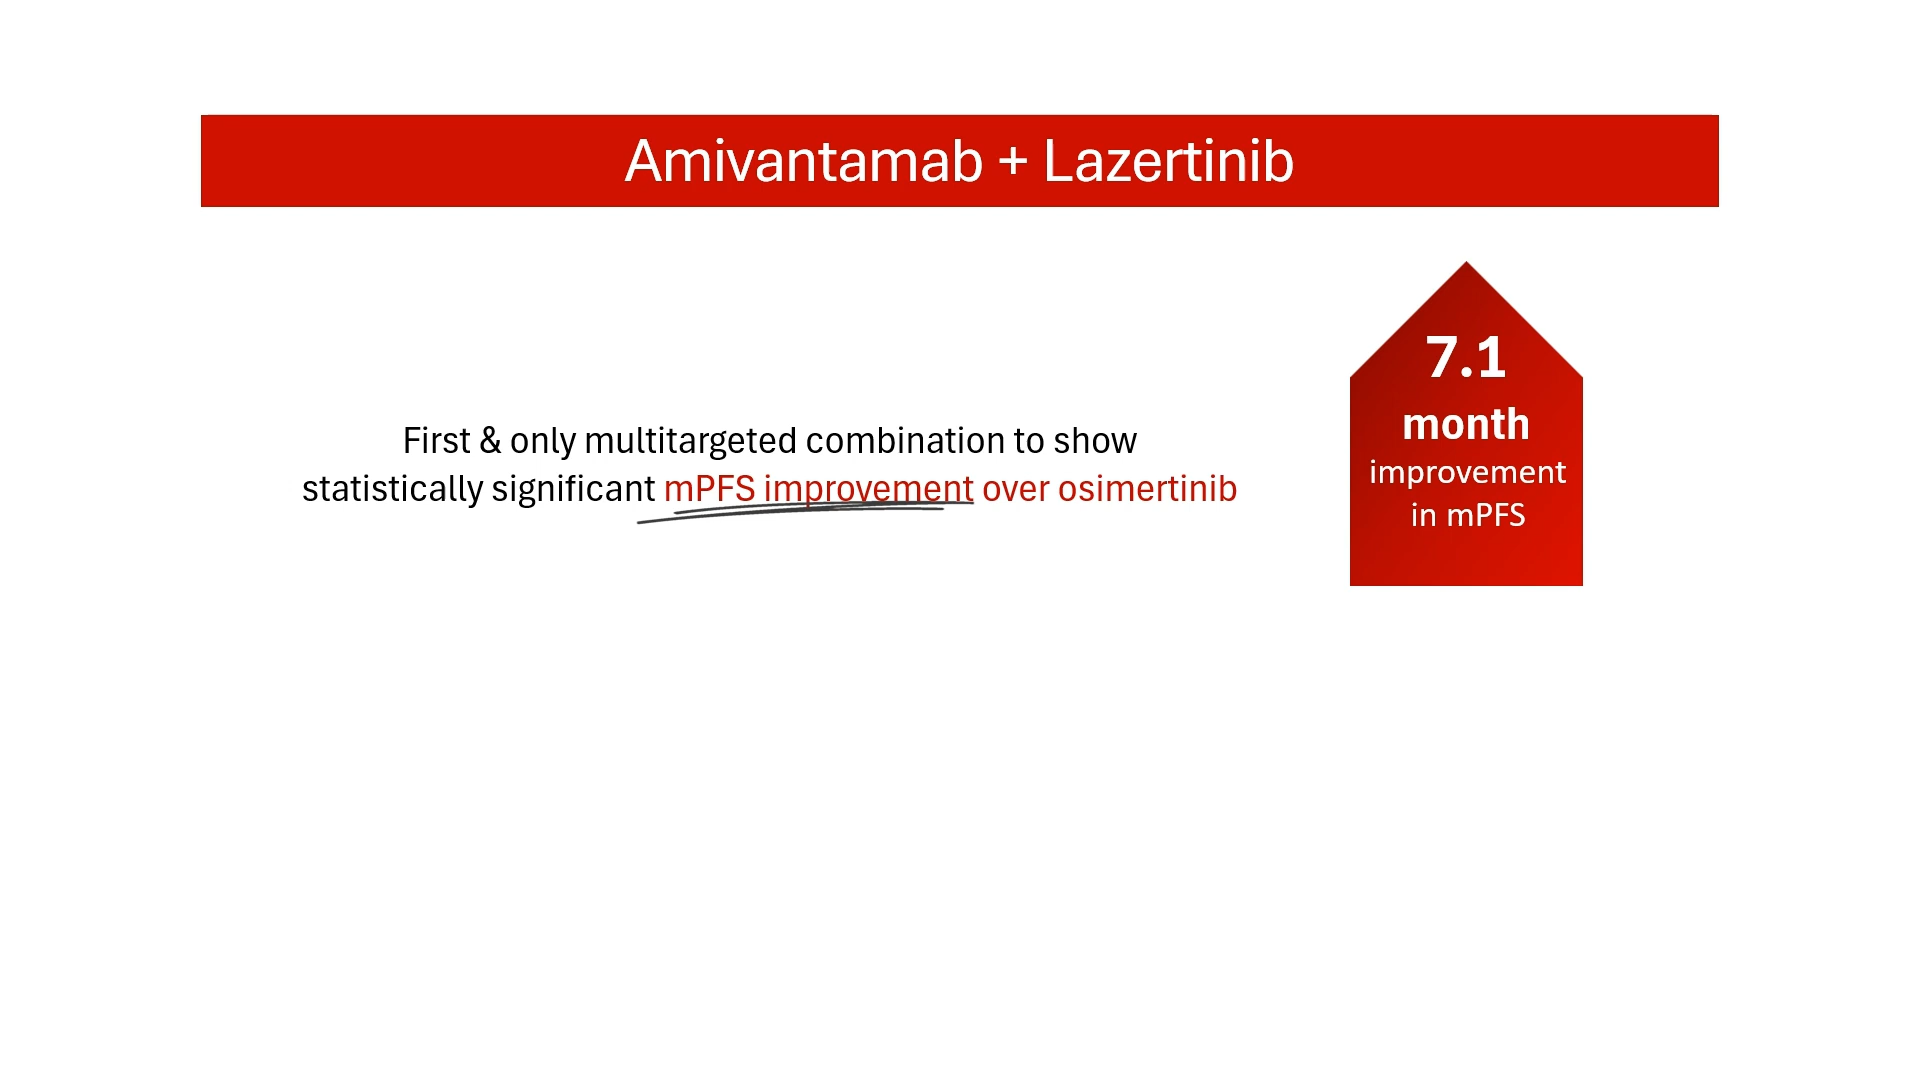 Amivantamab + Lazertinib
First & only multitargeted combination to show
statistically significant mPFS improvement over osimertinib
7.1
month
improvement
in mPFS